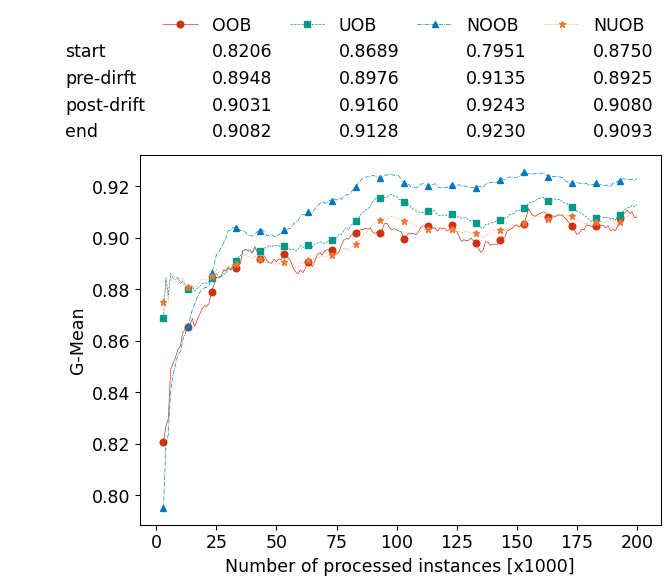 OOB UOB NOOB NUOB
start 0.8206 0.8689 0.7951 0.8750
pre-dirft 0.8948 0.8976 0.9135 0.8925
post-drift 0.9031 0.9160 0.9243 0.9080
end 0.9082 0.9128 0.9230 0.9093
0.92
0.90
0.88
0.86
0.84
0.82
0.80
G-Mean
0 25 50 75 100 125 150 175 200
Number of processed instances [x1000]